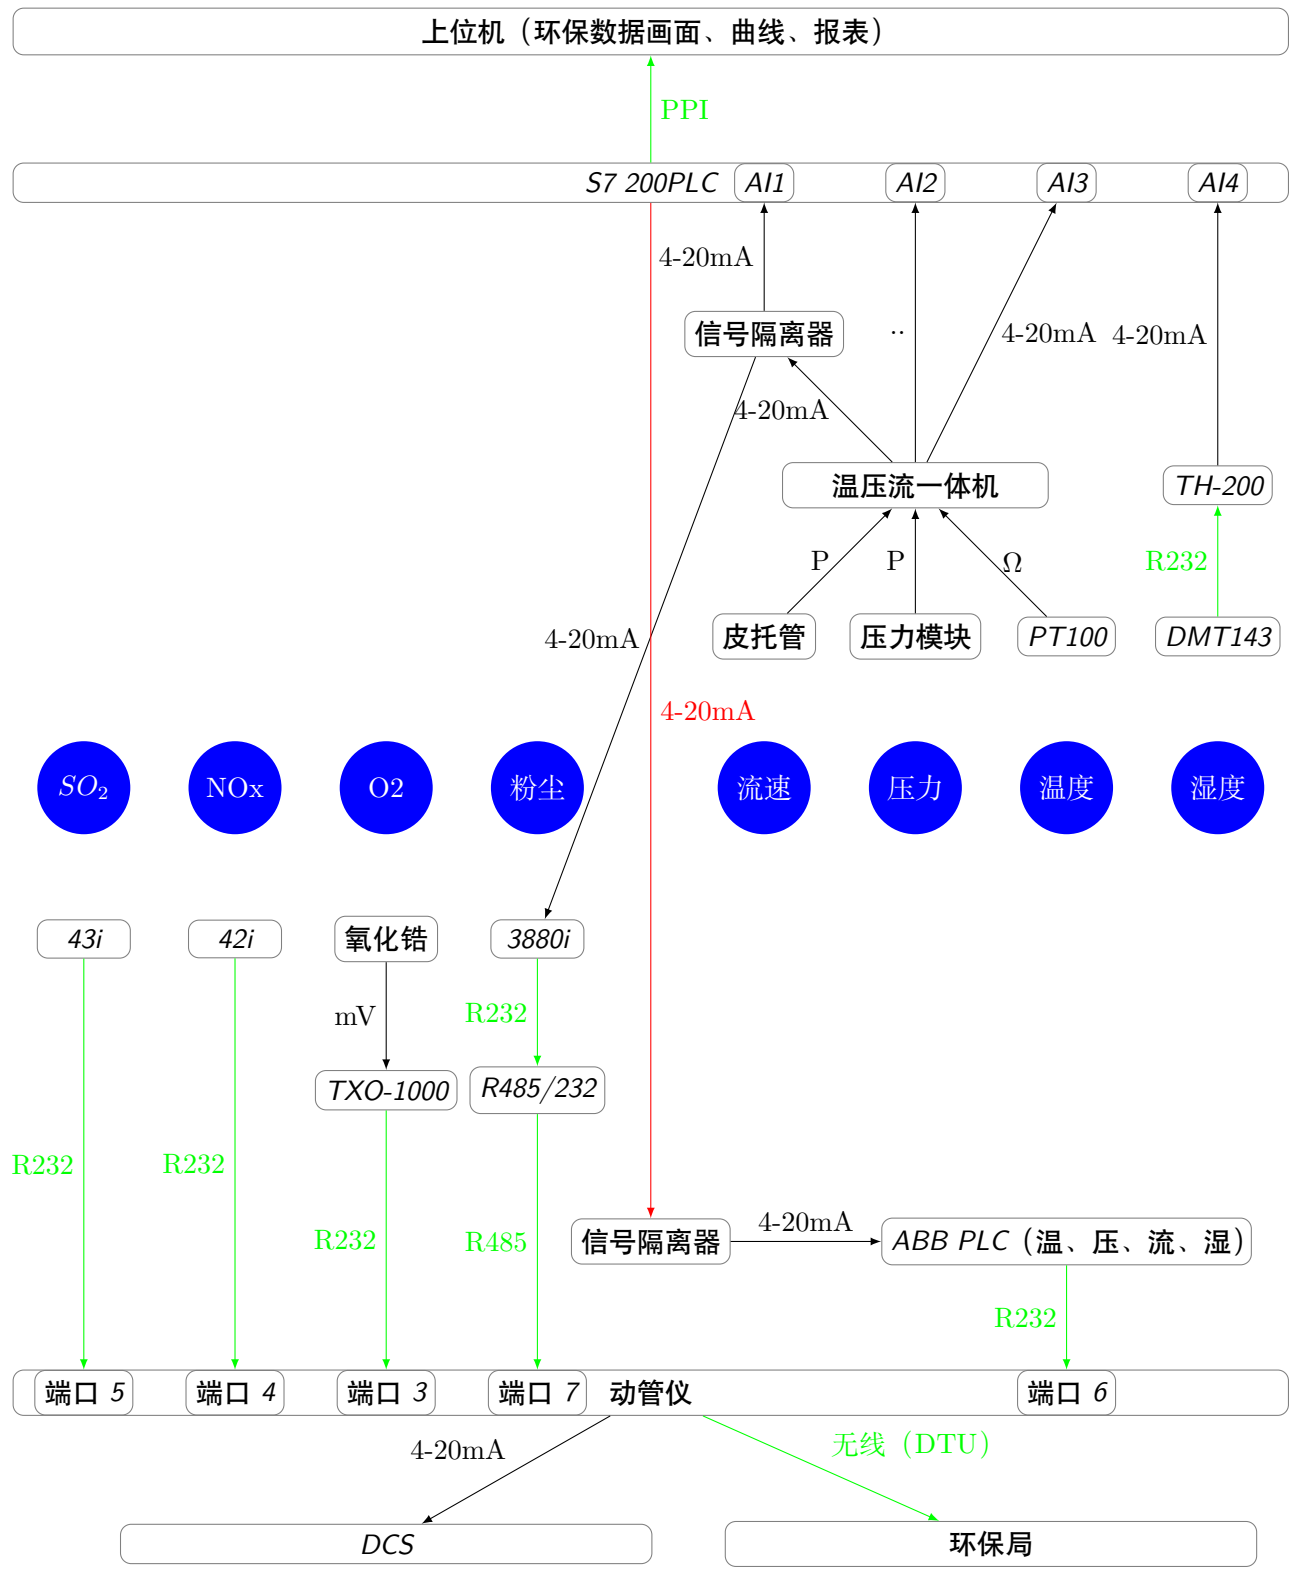 上位机（环保数据画面、曲线、报表）
PPI
S7 200PLC AI1 AI2 AI3 AI4
4-20mA
信号隔离器 .. 4-20mA 4-20mA
4-20mA
温压流一体机 TH-200
P P Ω R232
皮托管 压力模块 PT100 DMT143
4-20mA
4-20mA
SO₂ NOx O2 粉尘 流速 压力 温度 湿度
43i 42i 氧化锆 3880i
mV R232
TXO-1000 R485/232
R232 R232
4-20mA
R232 R485 信号隔离器 ABB PLC（温、压、流、湿）
R232
端口 5 端口 4 端口 3 端口 7 动管仪 端口 6
4-20mA 无线（DTU）
DCS 环保局